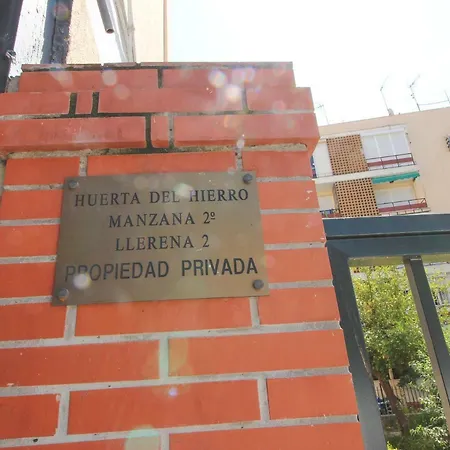 HUERTA DEL HIERRO
MANZANA 2º
LLERENA 2
PROPIEDAD PRIVADA